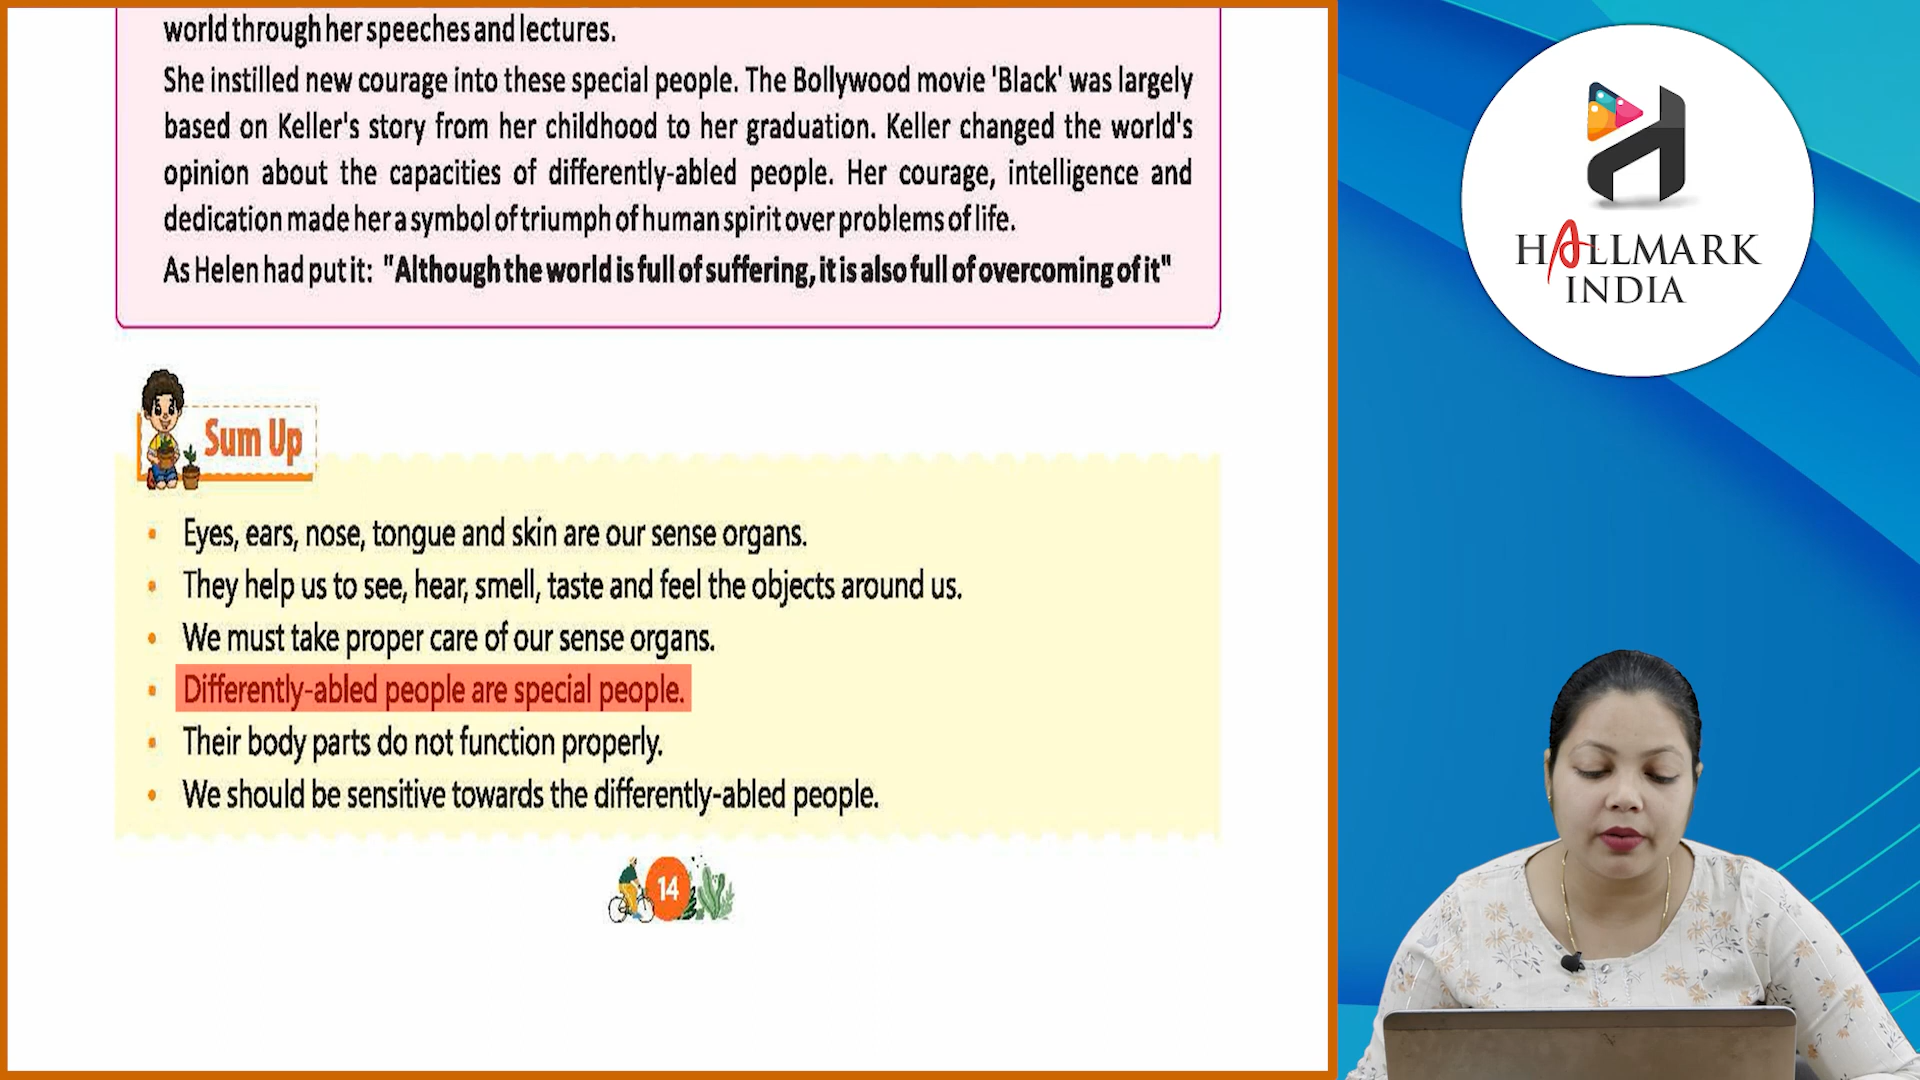 world through her speeches and lectures.
She instilled new courage into these special people. The Bollywood movie 'Black' was largely
based on Keller's story from her childhood to her graduation. Keller changed the world's
opinion about the capacities of differently-abled people. Her courage, intelligence and
dedication made her a symbol of triumph of human spirit over problems of life.
As Helen had put it: "Although the world is full of suffering, it is also full of overcoming of it"
Sum Up
• Eyes, ears, nose, tongue and skin are our sense organs.
• They help us to see, hear, smell, taste and feel the objects around us.
• We must take proper care of our sense organs.
• Differently-abled people are special people.
• Their body parts do not function properly.
• We should be sensitive towards the differently-abled people.
14
HALLMARK
INDIA